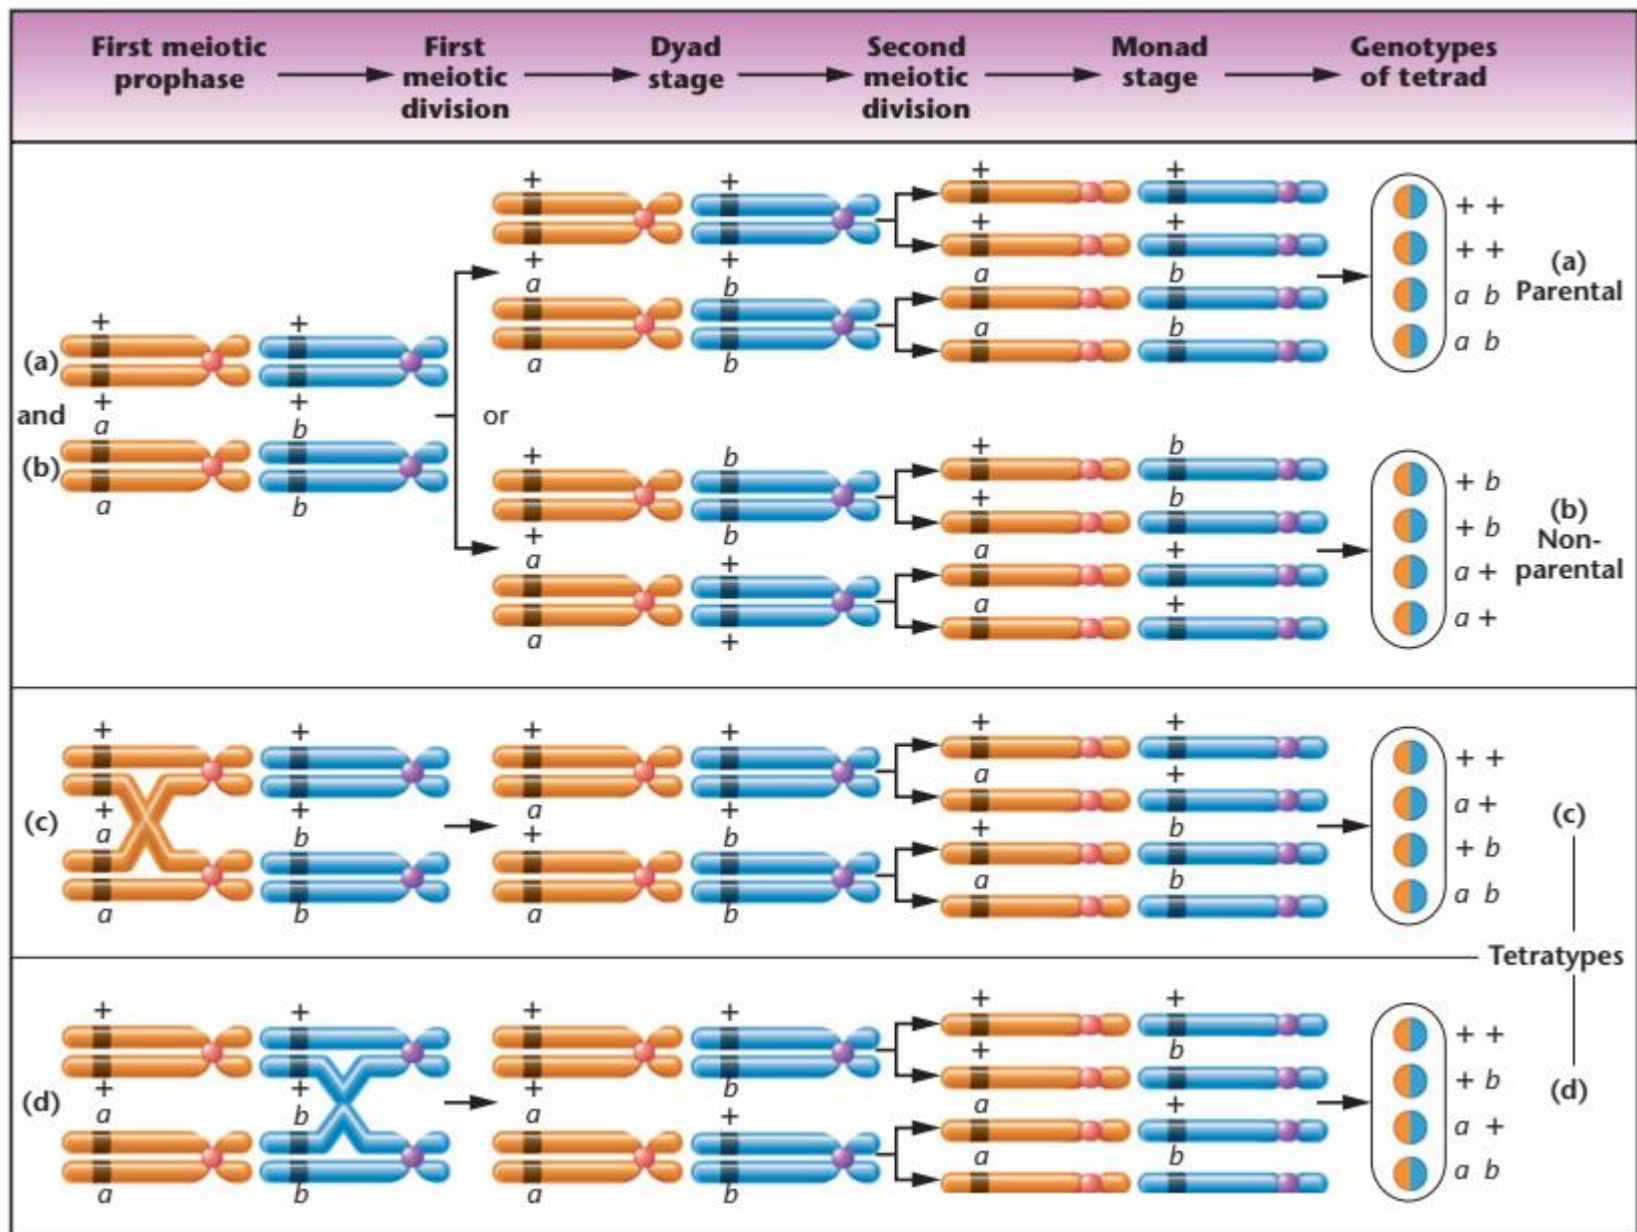 First meiotic prophase
First meiotic division
Dyad stage
Second meiotic division
Monad stage
Genotypes of tetrad
(a)
and
(b)
+
+
a
a
+
+
b
b
or
+
+
a
a
+
+
b
b
+
+
a
a
+
+
b
b
+ +
+ +
a b
a b
(a)
Parental
+
+
a
a
b
b
+
+
+
+
a
a
b
b
+
+
+ b
+ b
a +
a +
(b)
Non-
parental
(c)
+
+
a
a
+
+
b
b
+
a
+
a
+
+
b
b
+
a
+
a
+
+
b
b
+ +
a +
+ b
a b
(c)
Tetratypes
(d)
+
+
a
a
+
+
b
b
+
+
a
a
+
b
+
b
+
+
a
a
+
b
+
b
+ +
+ b
a +
a b
(d)